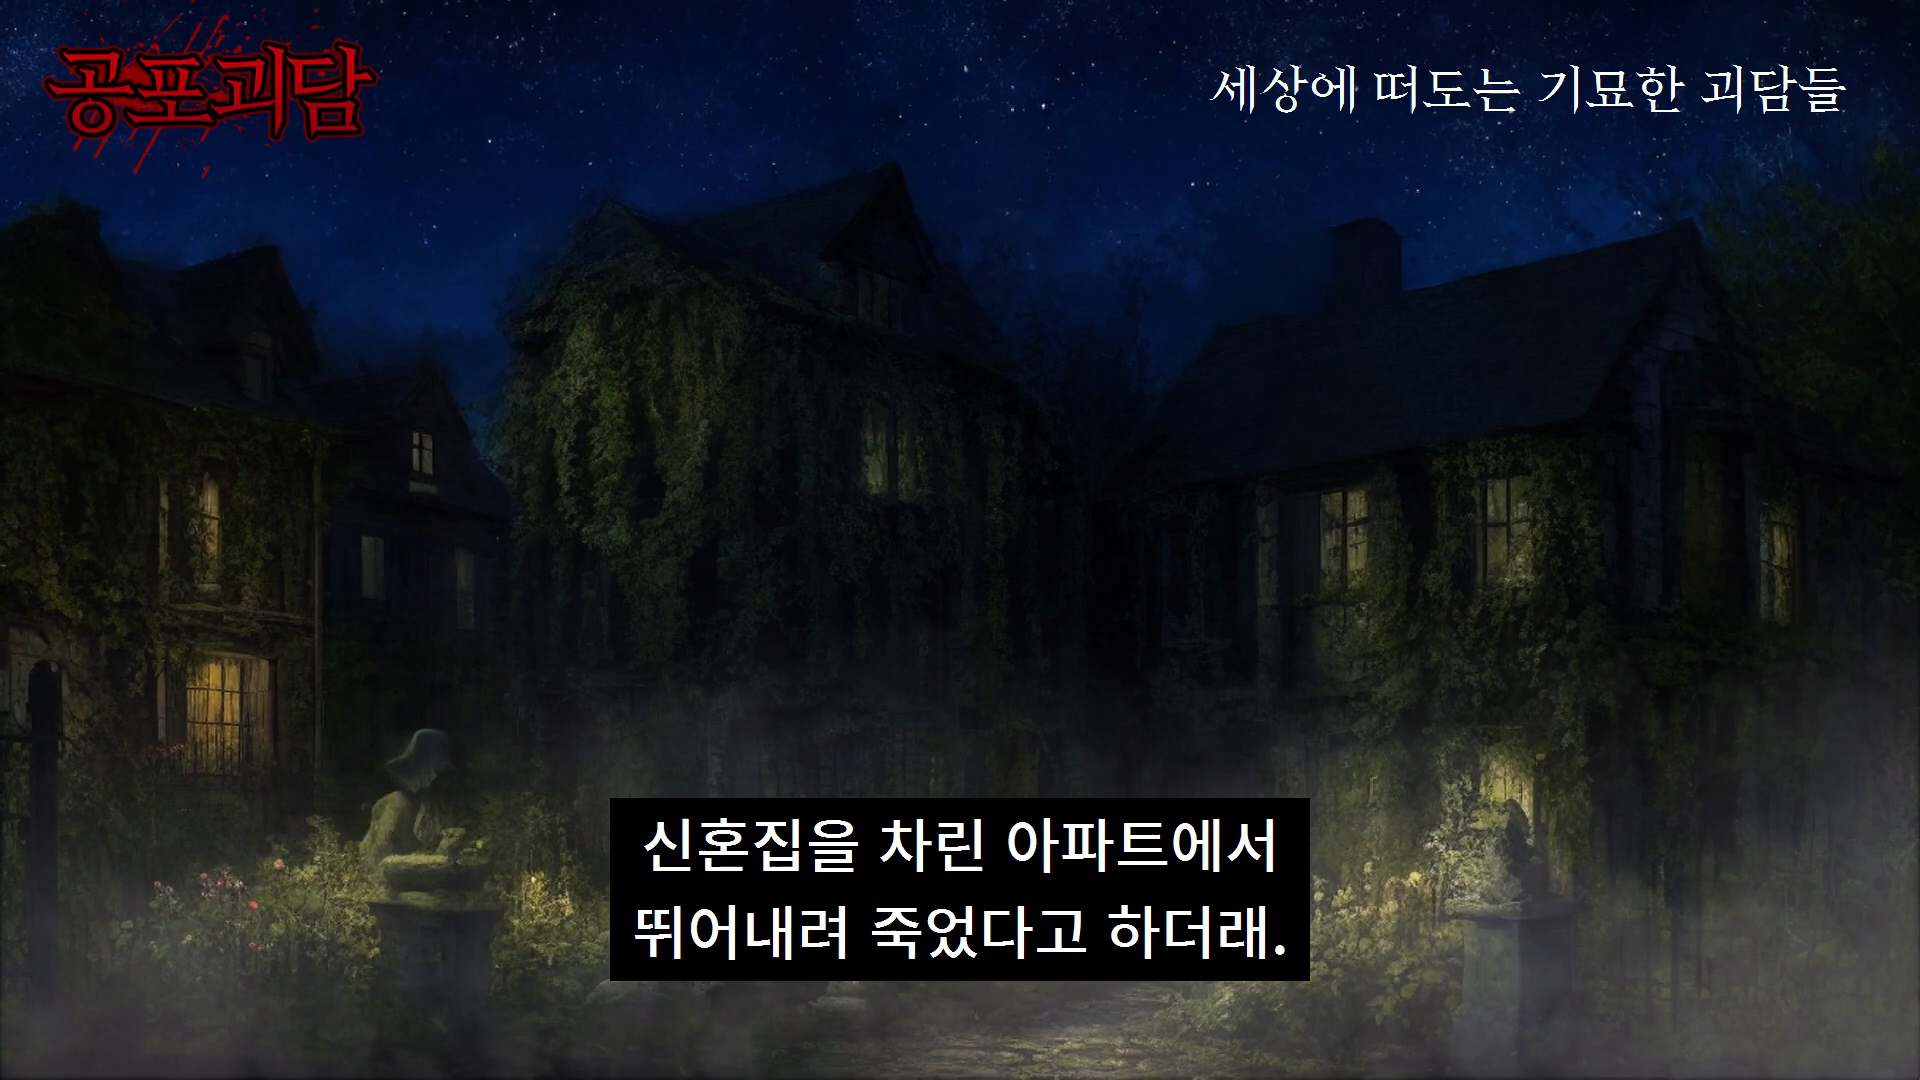 공포괴담
세상에 떠도는 기묘한 괴담들
신혼집을 차린 아파트에서
뛰어내려 죽었다고 하더래.